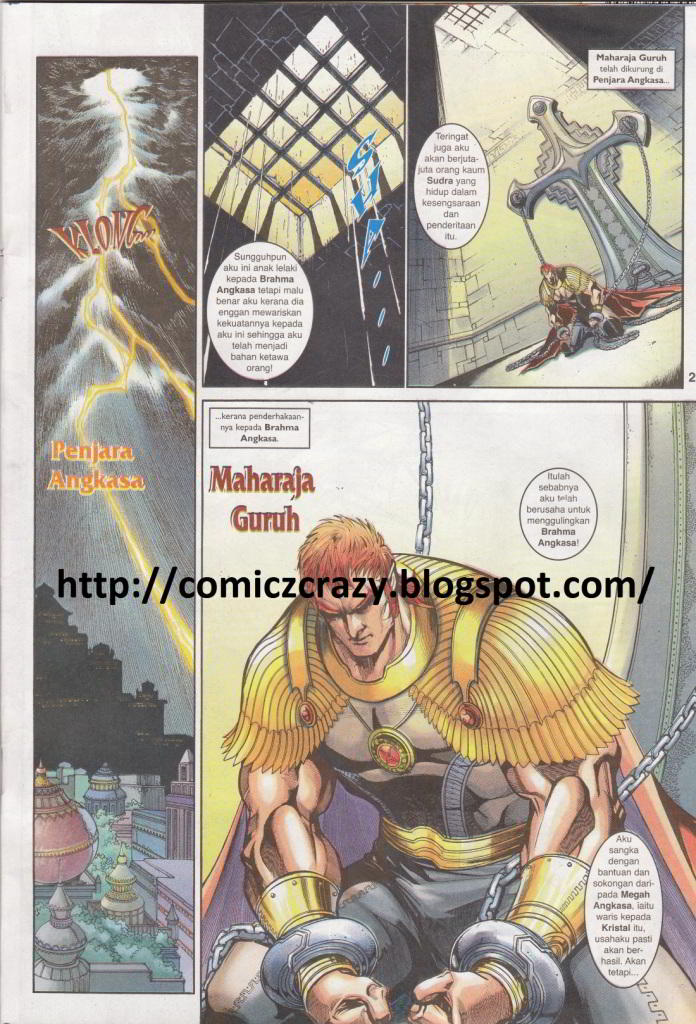 KLONG
Penjara
Angkasa
Sungguhpun
aku ini anak lelaki
kepada Brahma
Angkasa tetapi malu
benar aku kerana dia
enggan mewariskan
kekuatannya kepada
aku ini sehingga aku
telah menjadi
bahan ketawa
orang!
Maharaja Guruh
telah dikurung di
Penjara Angkasa...
Teringat
juga aku
akan berjuta-
juta orang kaum
Sudra yang
hidup dalam
kesengsaraan
dan
penderitaan
itu.
2
...kerana penderhakaan-
nya kepada Brahma
Angkasa.
Maharaja
Guruh
Itulah
sebabnya
aku telah
berusaha untuk
menggulingkan
Brahma
Angkasa!
http://comiczcrazy.blogspot.com/
Aku
sangka
dengan
bantuan dan
sokongan dari-
pada Megah
Angkasa, iaitu
waris kepada
Kristal itu,
usahaku pasti
akan ber-
hasil. Akan
tetapi...